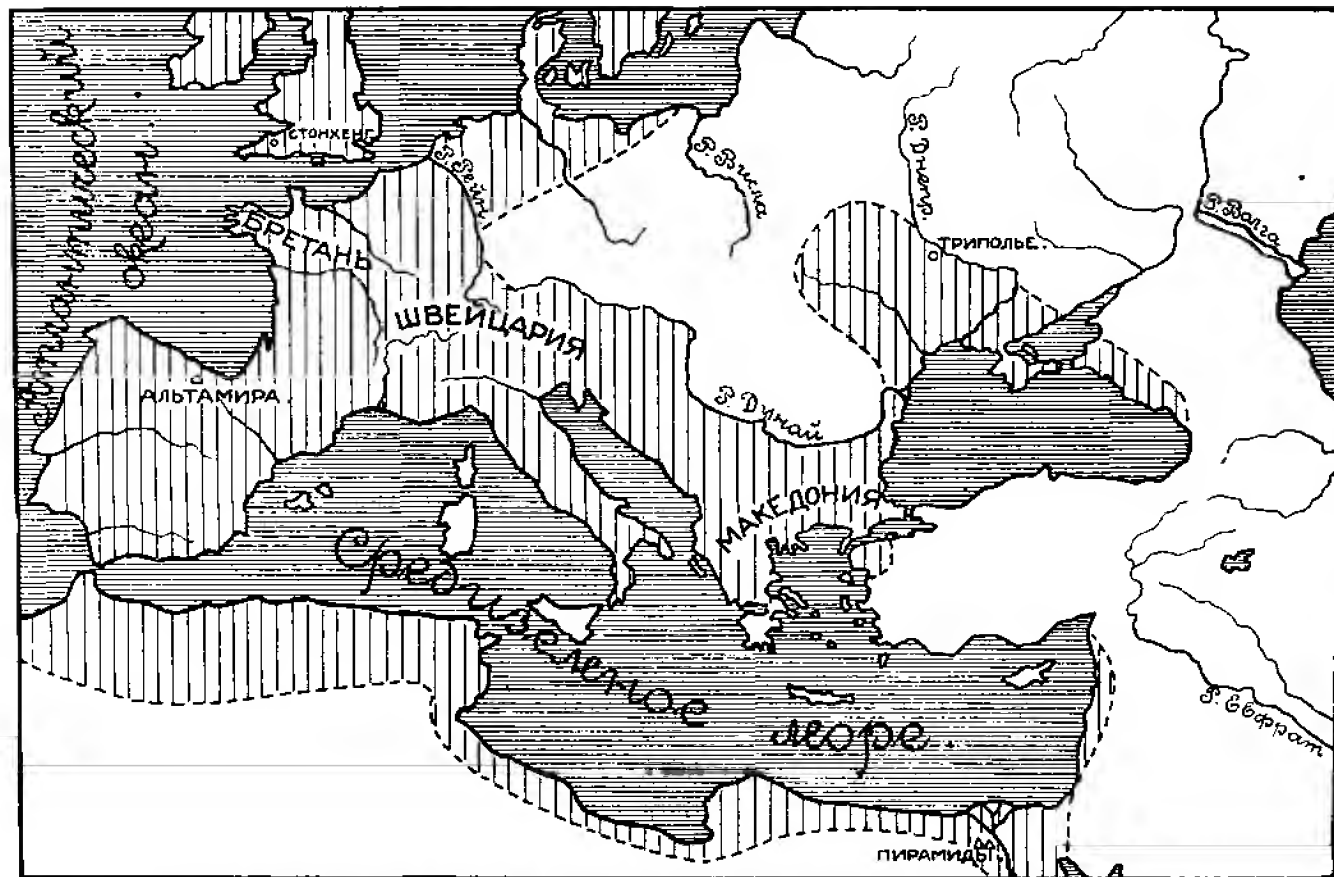 Атлантический
океан
СТОНХЕНГ
р. Рейн
р. Висла
р. Днепр
р. Волга
БРЕТАНЬ
ТРИПОЛЬЕ
ШВЕЙЦАРИЯ
АЛЬТАМИРА
р. Дунай
МАКЕДОНИЯ
Средиземное
море
р. Евфрат
ПИРАМИДЫ